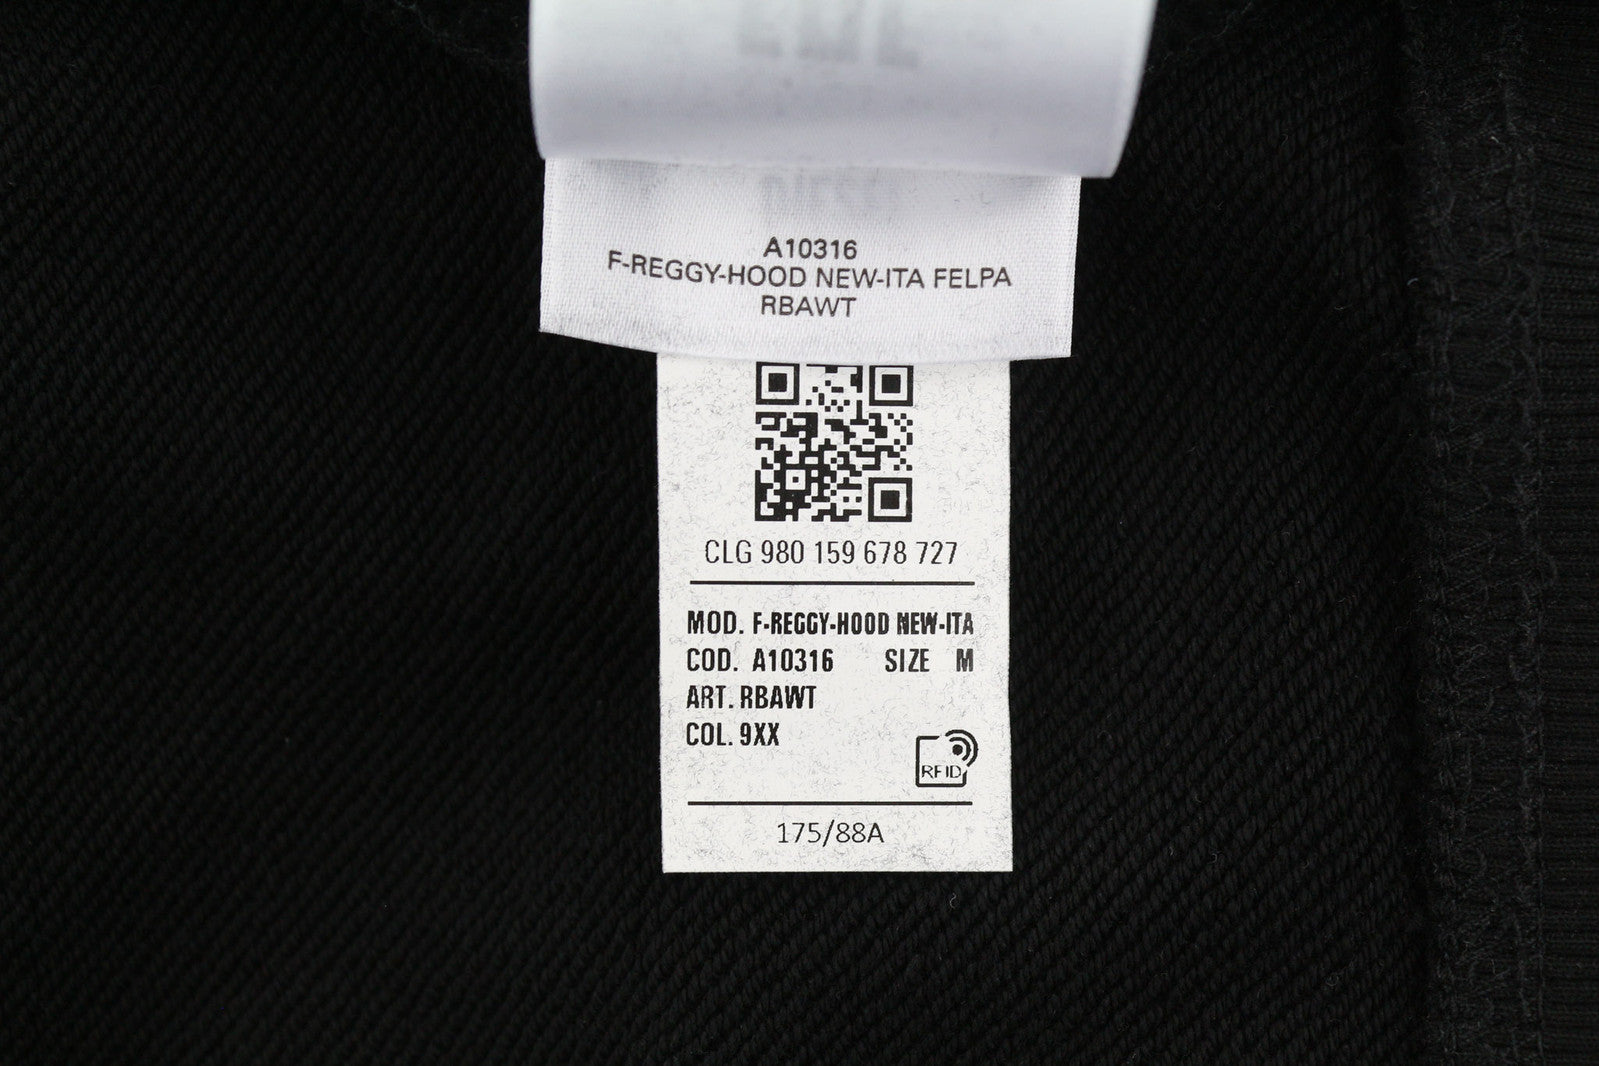 A10316
F-REGGY-HOOD NEW-ITA FELPA
RBAWT
CLG 980 159 678 727
MOD. F-REGGY-HOOD NEW-ITA
COD. A10316 SIZE M
ART. RBAWT
COL. 9XX
RFID
175/88A